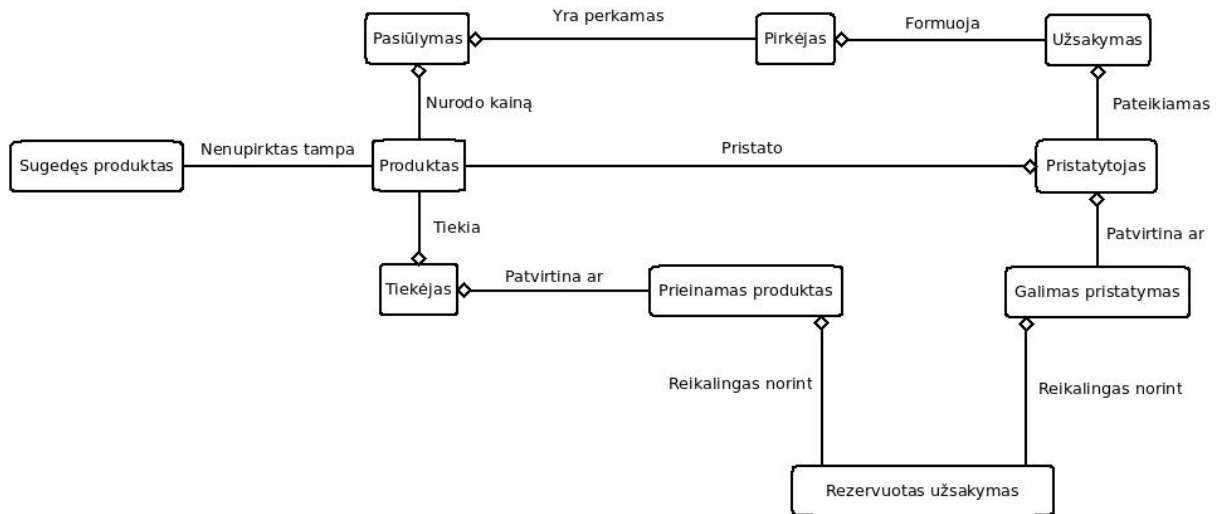 Yra perkamas
Formuoja
Pasiūlymas
Pirkėjas
Užsakymas
Nurodo kainą
Pateikiamas
Nenupirktas tampa
Pristato
Sugedęs produktas
Produktas
Pristatytojas
Tiekia
Patvirtina ar
Patvirtina ar
Tiekėjas
Prieinamas produktas
Galimas pristatymas
Reikalingas norint
Reikalingas norint
Rezervuotas užsakymas